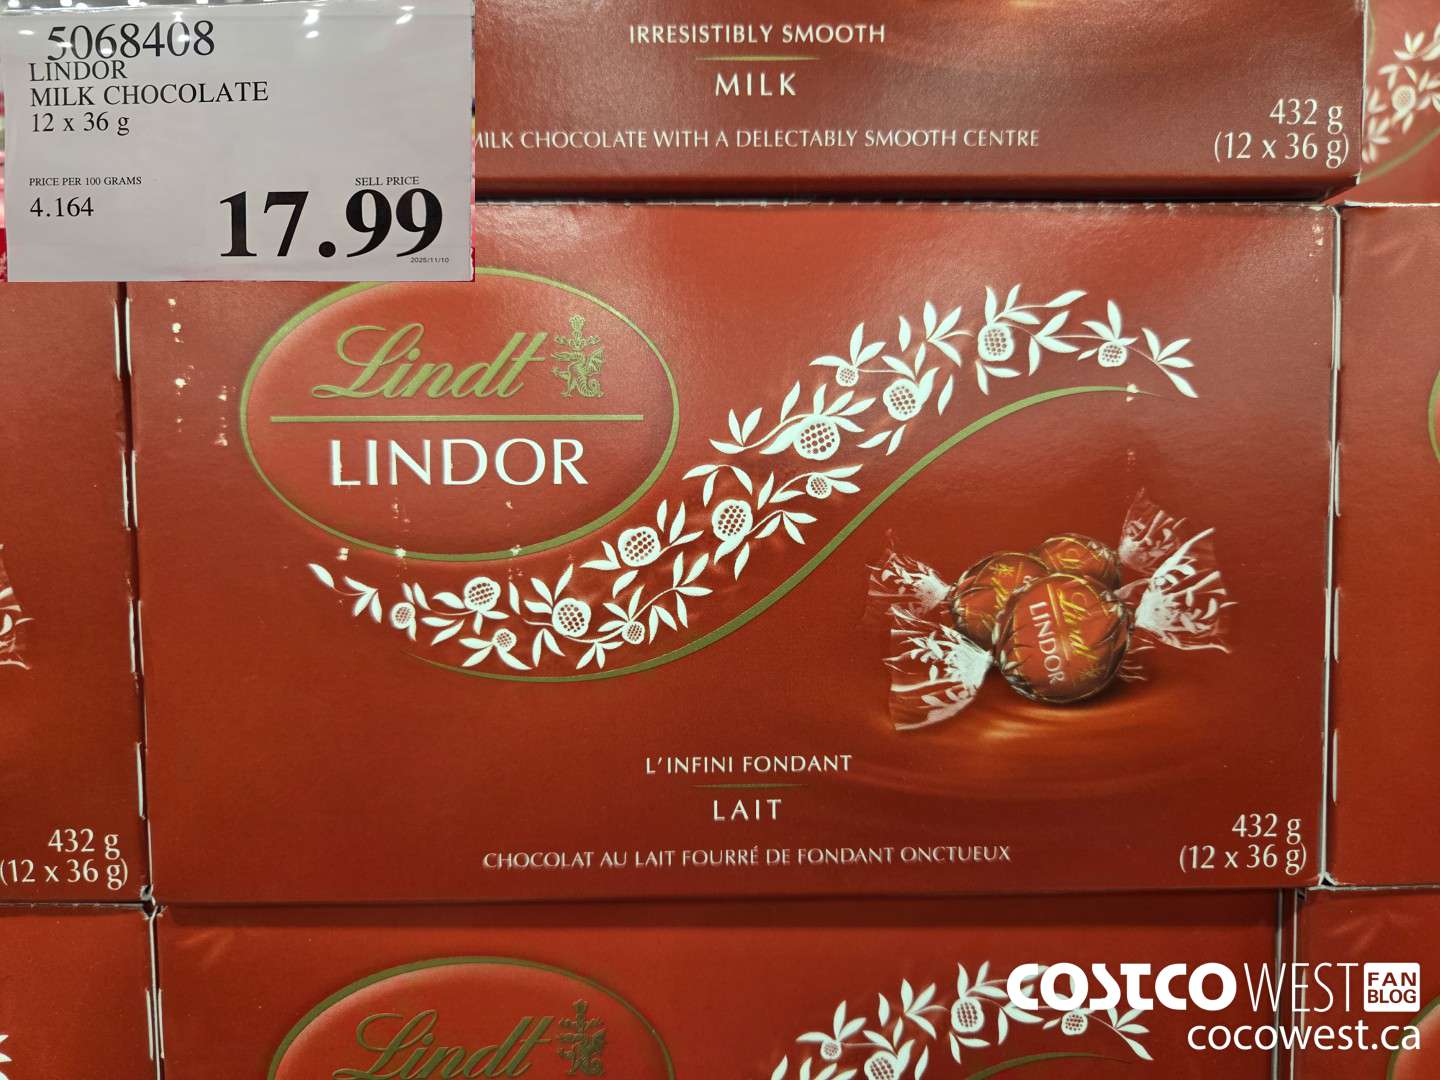 5068408
LINDOR
MILK CHOCOLATE
12 x 36 g
PRICE PER 100 GRAMS
4.164
SELL PRICE
17.99
2025/11/10
IRRESISTIBLY SMOOTH
MILK
MILK CHOCOLATE WITH A DELECTABLY SMOOTH CENTRE
432 g
(12 x 36 g)
Lindt
LINDOR
Lindt
LINDOR
L'INFINI FONDANT
LAIT
CHOCOLAT AU LAIT FOURRÉ DE FONDANT ONCTUEUX
432 g
(12 x 36 g)
432 g
(12 x 36 g)
Lindt
COSTCO WEST FAN BLOG
cocowest.ca